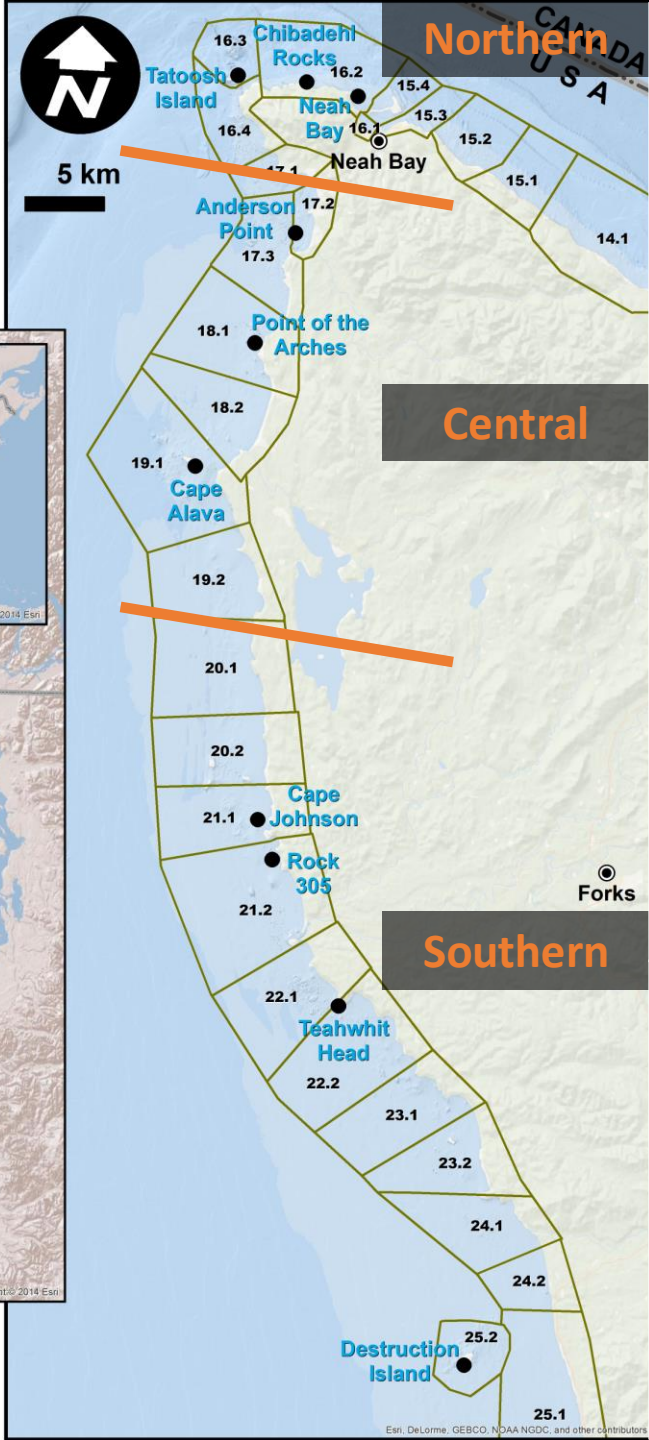 CANADA
USA
Northern
N
5 km
16.3
Chibadehl
Rocks
Tatoosh
Island
16.2
15.4
Neah
Bay
16.1
15.3
16.4
Neah Bay
15.2
17.1
15.1
17.2
Anderson
Point
14.1
17.3
18.1
Point of the
Arches
18.2
Central
19.1
Cape
Alava
19.2
2014 Esri
20.1
20.2
Cape
Johnson
21.1
Rock
305
Forks
21.2
Southern
22.1
Teahwhit
Head
22.2
23.1
23.2
24.1
24.2
© 2014 Esri
25.2
Destruction
Island
25.1
Esri, DeLorme, GEBCO, NOAA NGDC, and other contributors